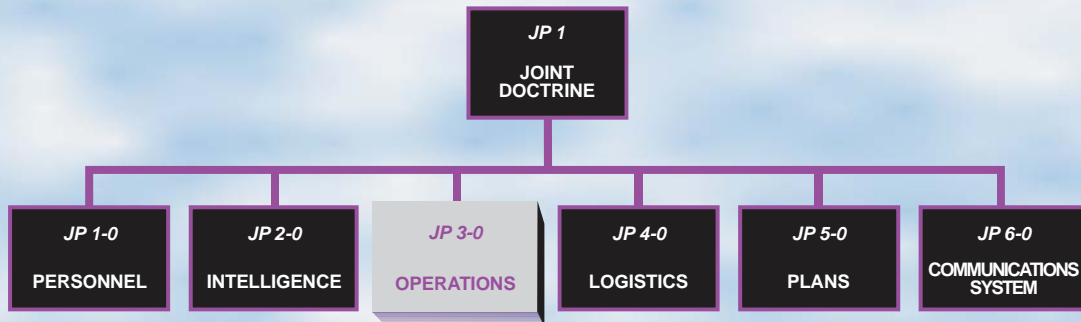 JP 1
JOINT
DOCTRINE
JP 1-0
PERSONNEL
JP 2-0
INTELLIGENCE
JP 3-0
OPERATIONS
JP 4-0
LOGISTICS
JP 5-0
PLANS
JP 6-0
COMMUNICATIONS
SYSTEM